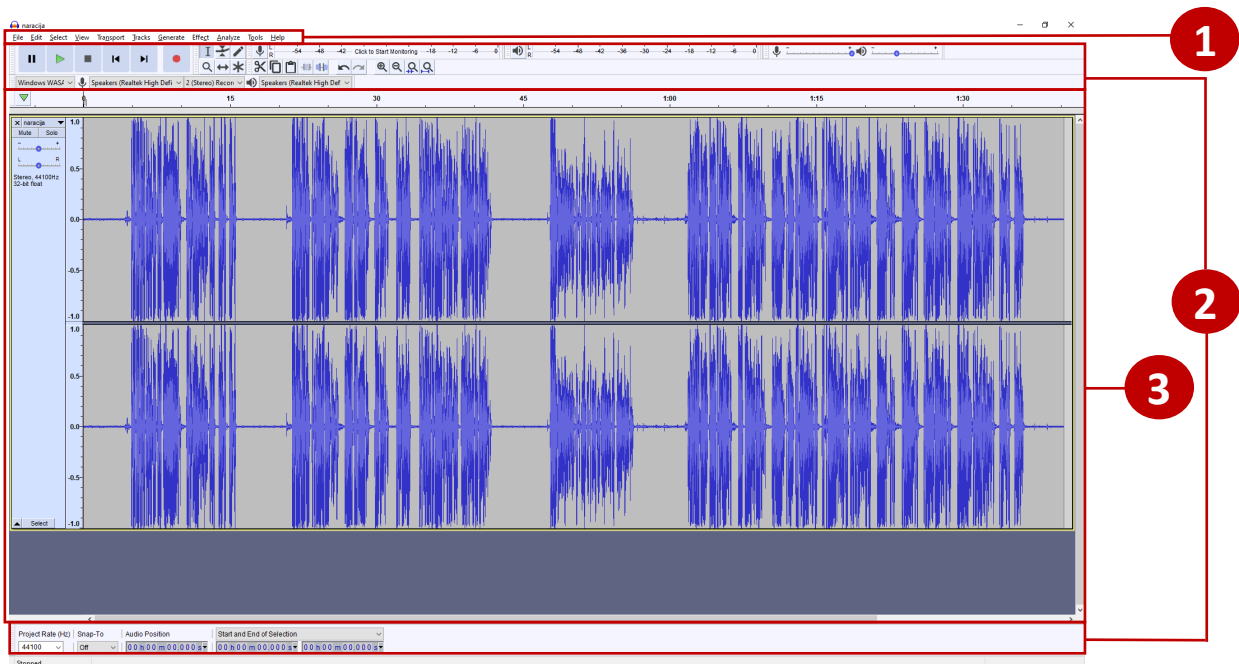 naracija
File Edit Select View Transport Tracks Generate Effect Analyze Tools Help
1
L
R
-54 -48 -42 Click to Start Monitoring -18 -12 -6 0
L
R
-54 -48 -42 -36 -30 -24 -18 -12 -6 0
- +
- +
Windows WASA
Speakers (Realtek High Defi
2 (Stereo) Recon
Speakers (Realtek High Def
0 15 30 45 1:00 1:15 1:30
naracija
Mute Solo
- +
L R
Stereo, 44100Hz
32-bit float
1.0
0.5-
0.0-
-0.5-
-1.0
1.0
0.5-
0.0-
-0.5-
-1.0
Select
2
3
Project Rate (Hz) Snap-To Audio Position Start and End of Selection
44100 Off 00 h 00 m 00.000 s 00 h 00 m 00.000 s 00 h 00 m 00.000 s
Stopped.